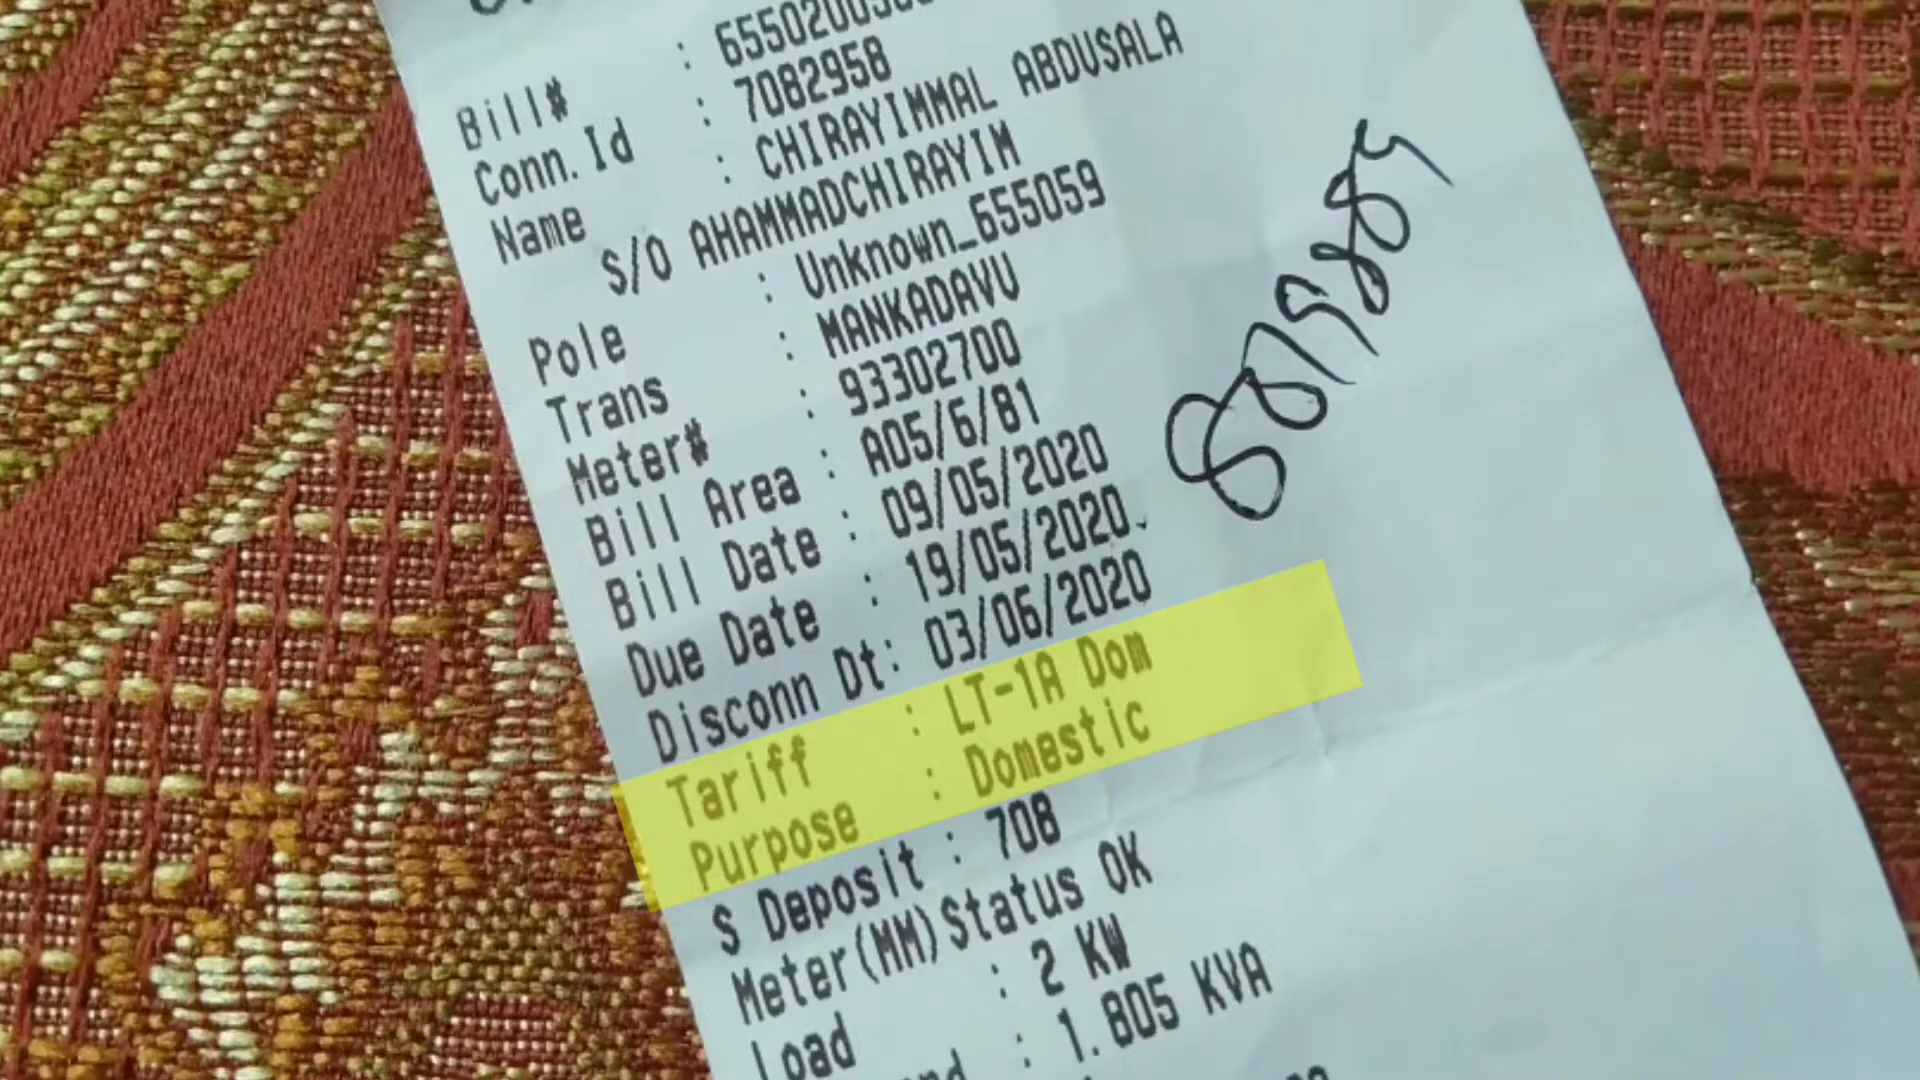 Bill# : 6550200
Conn.Id : 7082958
Name : CHIRAYIMMAL ABDUSALA
S/O AHAMMADCHIRAYIM
Pole : Unknown_655059
Trans : MANKADAVU
Meter# : 93302700
Bill Area : A05/6/81
Bill Date : 09/05/2020
Due Date : 19/05/2020
Disconn Dt: 03/06/2020
Tariff : LT-1A Dom
Purpose : Domestic
S Deposit : 708
Meter(MM)Status OK
Load : 2 KW
: 1.805 KVA